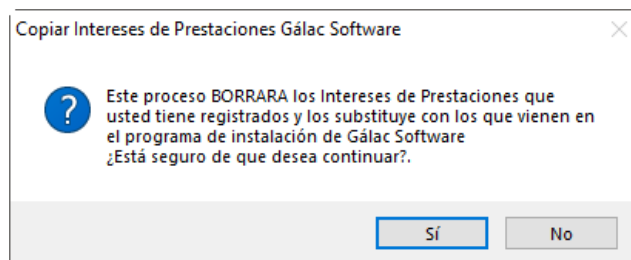 Copiar Intereses de Prestaciones Gálac Software
Este proceso BORRARA los Intereses de Prestaciones que
usted tiene registrados y los substituye con los que vienen en
el programa de instalación de Gálac Software
¿Está seguro de que desea continuar?.
Sí
No